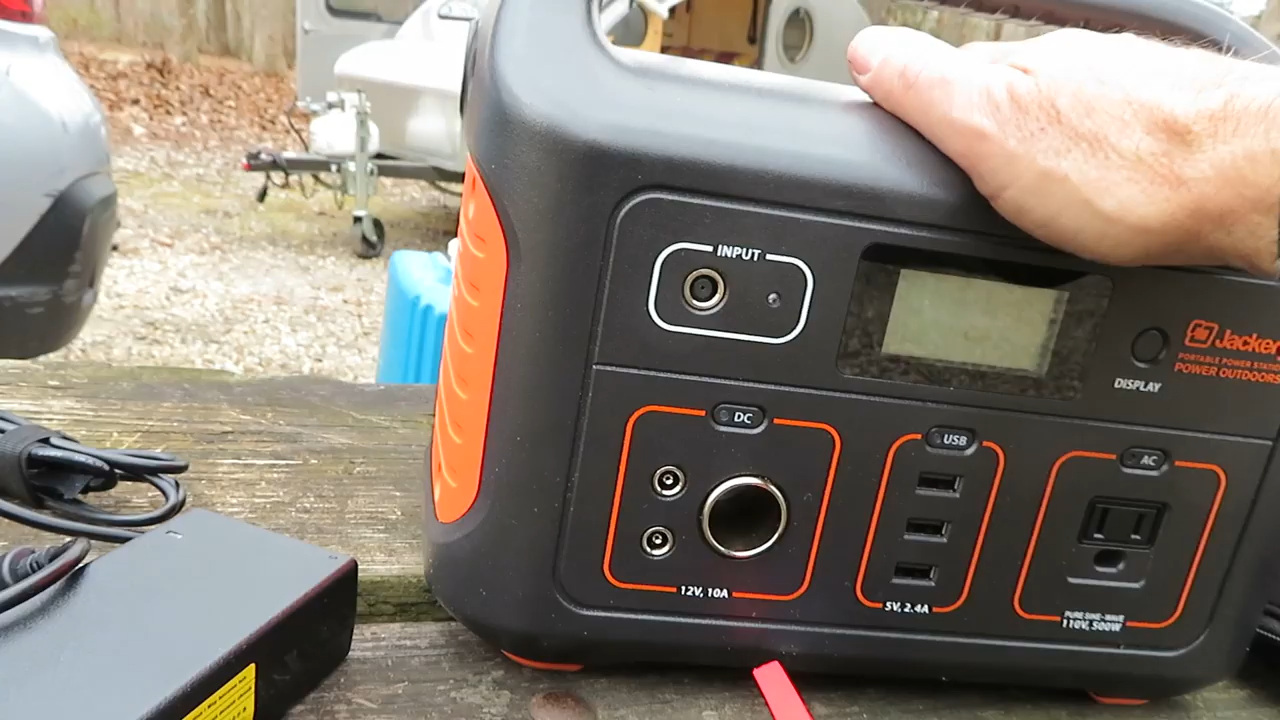 INPUT
Jacker
PORTABLE POWER STATIO
POWER OUTDOORS
DISPLAY
DC
USB
AC
12V, 10A
5V, 2.4A
PURE SINE-WAVE
110V, 500W